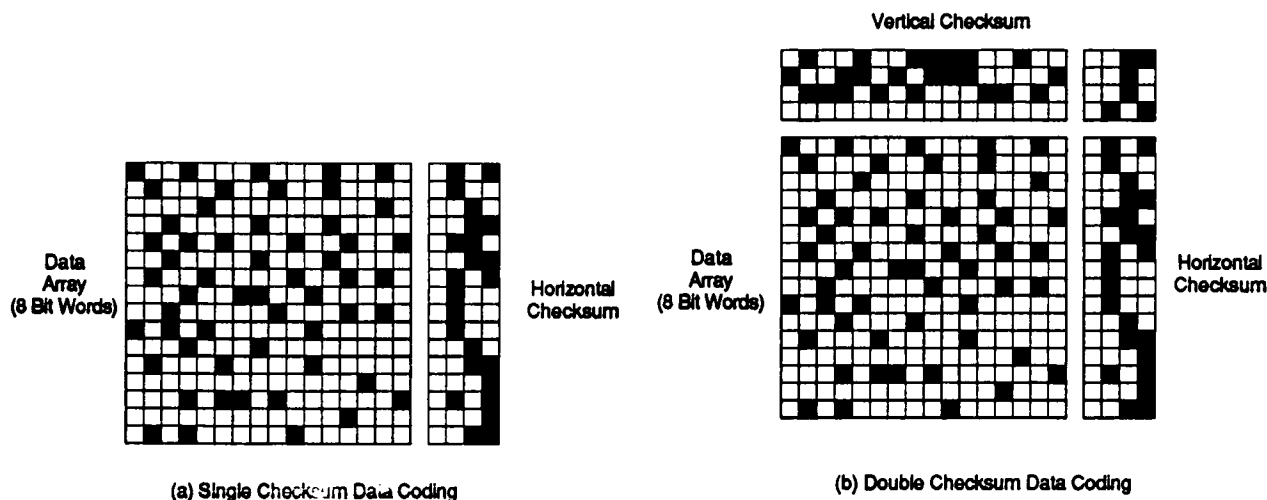 Vertical Checksum
Data
Array
(8 Bit Words)
Horizontal
Checksum
Data
Array
(8 Bit Words)
Horizontal
Checksum
(a) Single Checksum Data Coding
(b) Double Checksum Data Coding